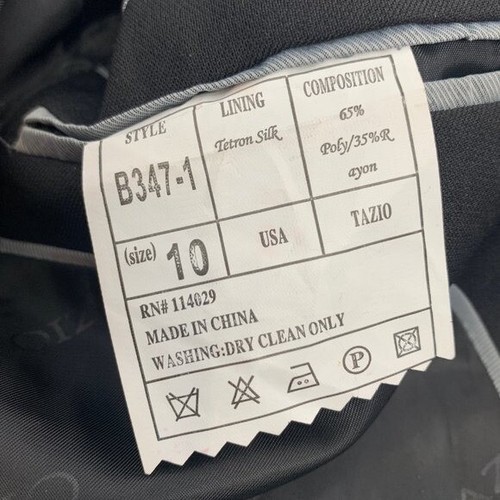 STYLE
B347-1
LINING
Tetron Silk
COMPOSITION
65%
Poly/35%R
ayon
(size) 10
USA
TAZIO
RN# 114029
MADE IN CHINA
WASHING:DRY CLEAN ONLY
P